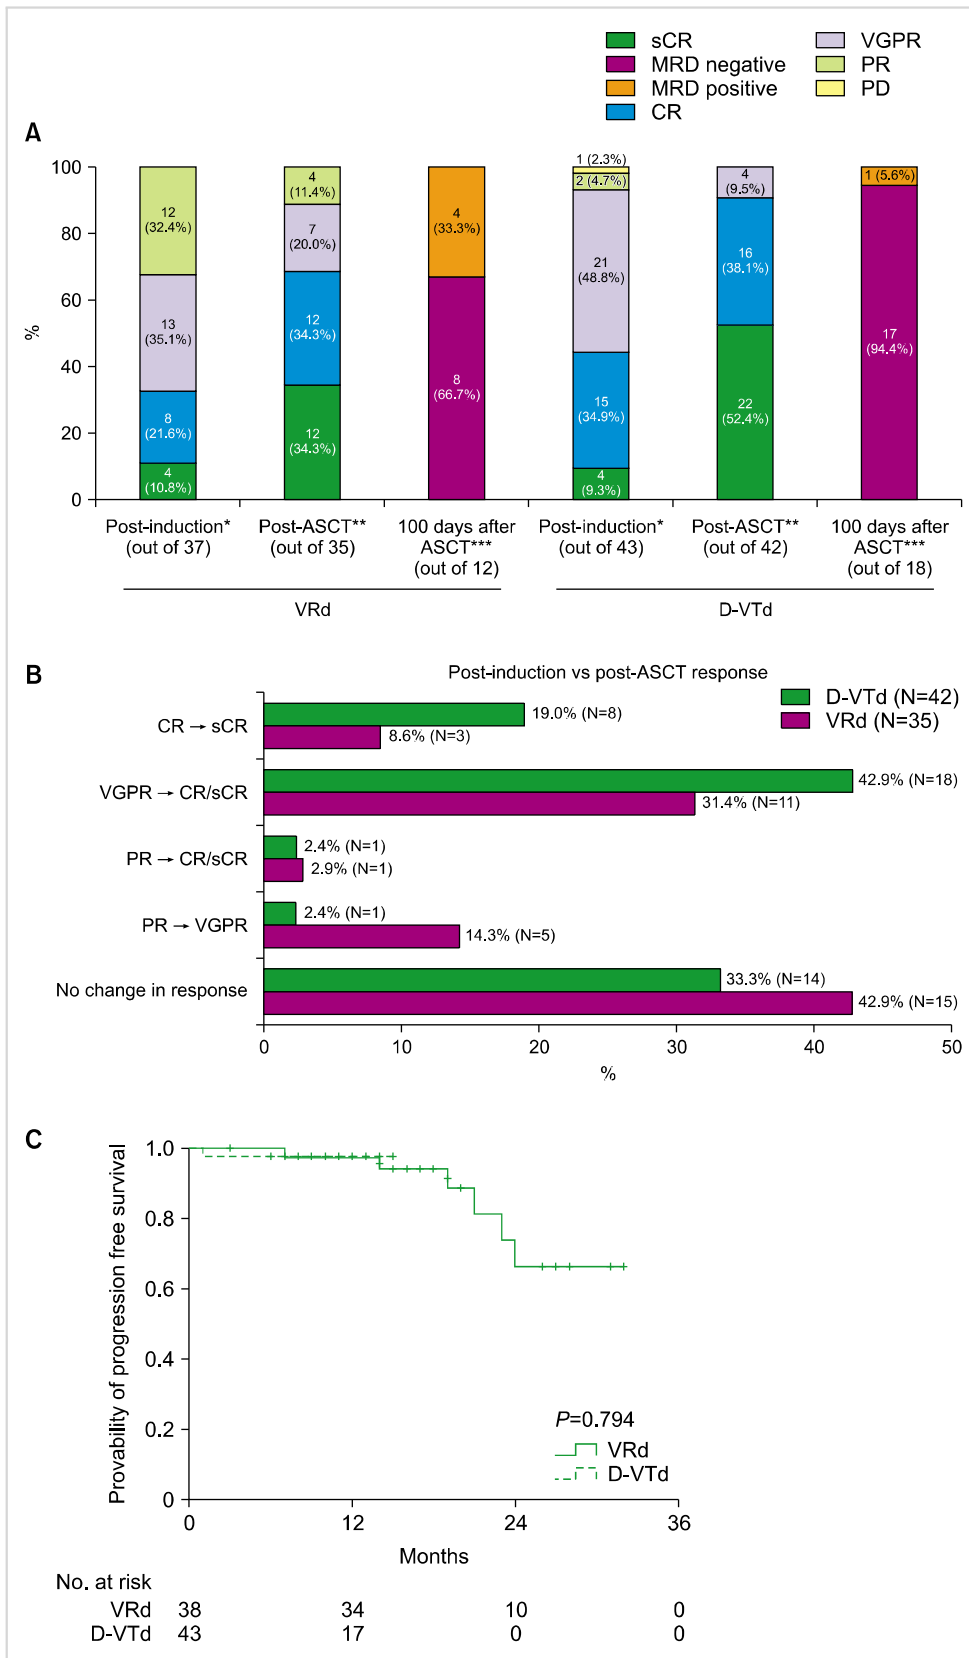 sCR
MRD negative
MRD positive
CR
VGPR
PR
PD
A
%
100
80
60
40
20
0
12
(32.4%)
13
(35.1%)
8
(21.6%)
4
(10.8%)
4
(11.4%)
7
(20.0%)
12
(34.3%)
12
(34.3%)
4
(33.3%)
8
(66.7%)
1 (2.3%)
2 (4.7%)
21
(48.8%)
15
(34.9%)
4
(9.3%)
4
(9.5%)
16
(38.1%)
22
(52.4%)
1 (5.6%)
17
(94.4%)
Post-induction*
(out of 37)
Post-ASCT**
(out of 35)
100 days after
ASCT***
(out of 12)
Post-induction*
(out of 43)
Post-ASCT**
(out of 42)
100 days after
ASCT***
(out of 18)
VRd
D-VTd
B
Post-induction vs post-ASCT response
D-VTd (N=42)
VRd (N=35)
CR → sCR
19.0% (N=8)
8.6% (N=3)
VGPR → CR/sCR
42.9% (N=18)
31.4% (N=11)
PR → CR/sCR
2.4% (N=1)
2.9% (N=1)
PR → VGPR
2.4% (N=1)
14.3% (N=5)
No change in response
33.3% (N=14)
42.9% (N=15)
0 10 20 30 40 50
%
C
Provability of progression free survival
1.0
0.8
0.6
0.4
0.2
0
P=0.794
VRd
D-VTd
0 12 24 36
Months
No. at risk
VRd 38 34 10 0
D-VTd 43 17 0 0